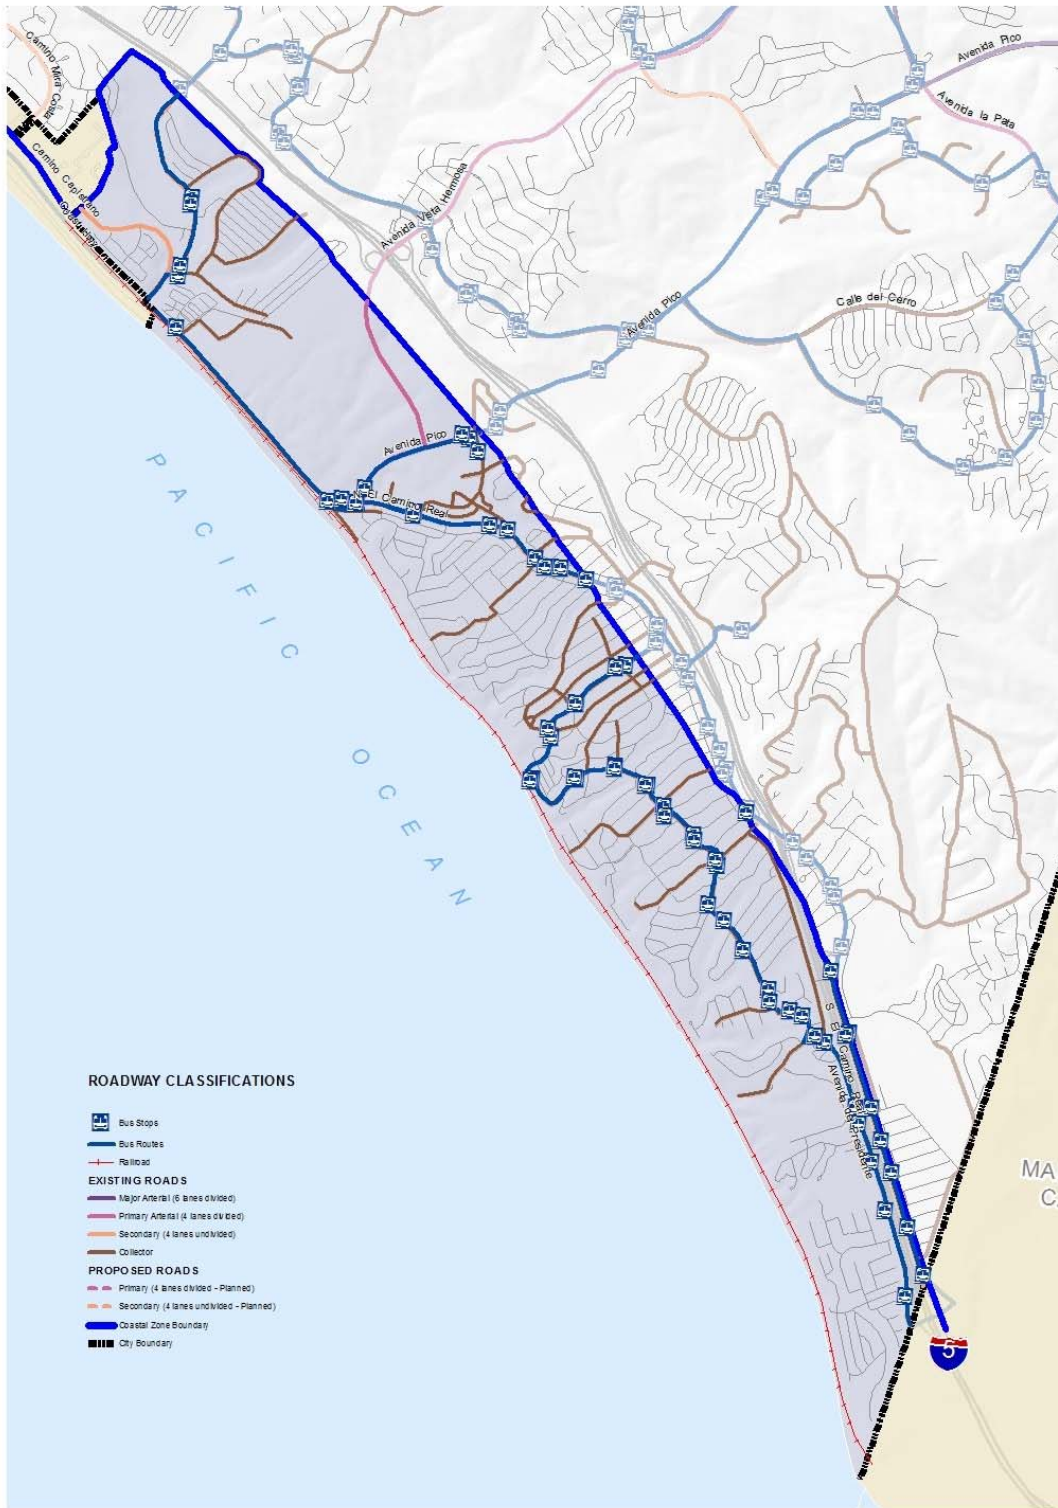 Camino Mira Costa
Camino Capistrano
Avenida Pico
Avenida la Pata
Avenida Vista Hermosa
Avenida Pico
Calle del Cerro
Avenida Pico
N El Camino Real
PACIFIC OCEAN
S El Camino Real
Avenida del Presidente
MA
C
5
ROADWAY CLASSIFICATIONS
Bus Stops
Bus Routes
Railroad
EXISTING ROADS
Major Arterial (6 lanes divided)
Primary Arterial (4 lanes divided)
Secondary (4 lanes undivided)
Collector
PROPOSED ROADS
Primary (4 lanes divided - Planned)
Secondary (4 lanes undivided - Planned)
Coastal Zone Boundary
City Boundary